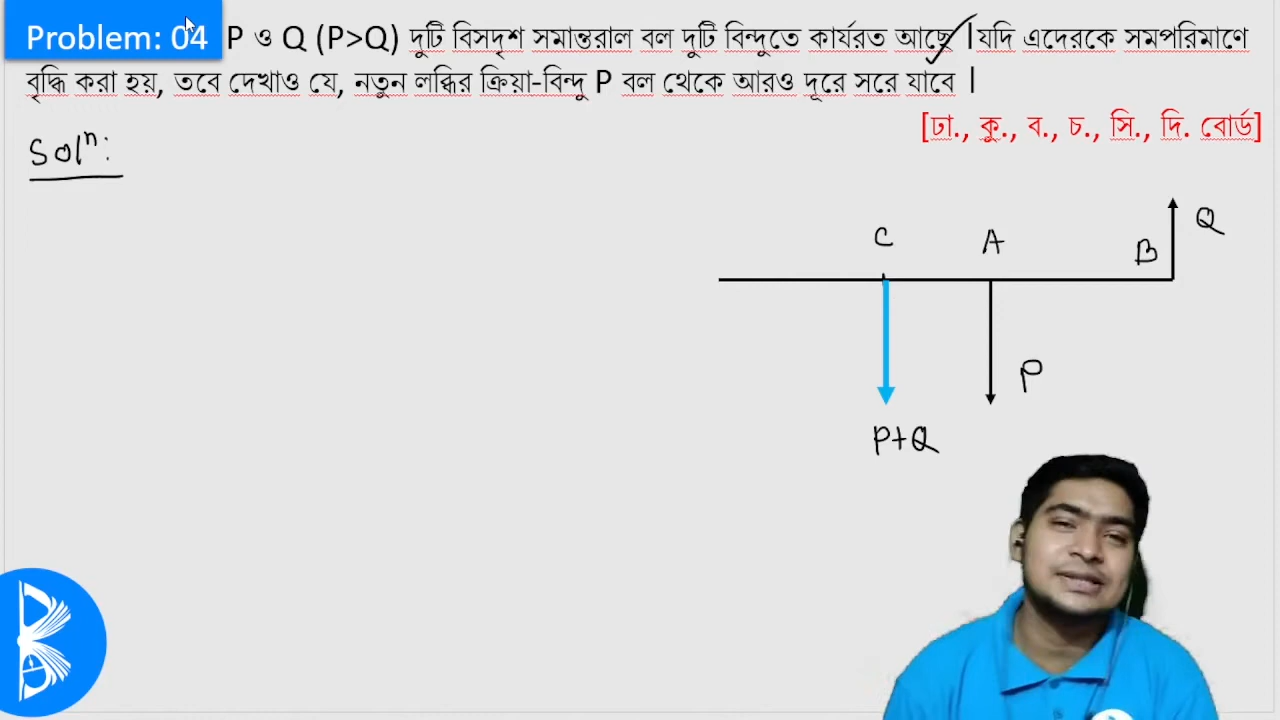 Problem: 04 P ও Q (P>Q) দুটি বিসদৃশ সমান্তরাল বল দুটি বিন্দুতে কার্যরত আছে । যদি এদেরকে সমপরিমাণে
বৃদ্ধি করা হয়, তবে দেখাও যে, নতুন লব্ধির ক্রিয়া-বিন্দু P বল থেকে আরও দূরে সরে যাবে ।
[ঢা., কু., ব., চ., সি., দি. বোর্ড]
Solⁿ:
Q
C A B
P
P+Q